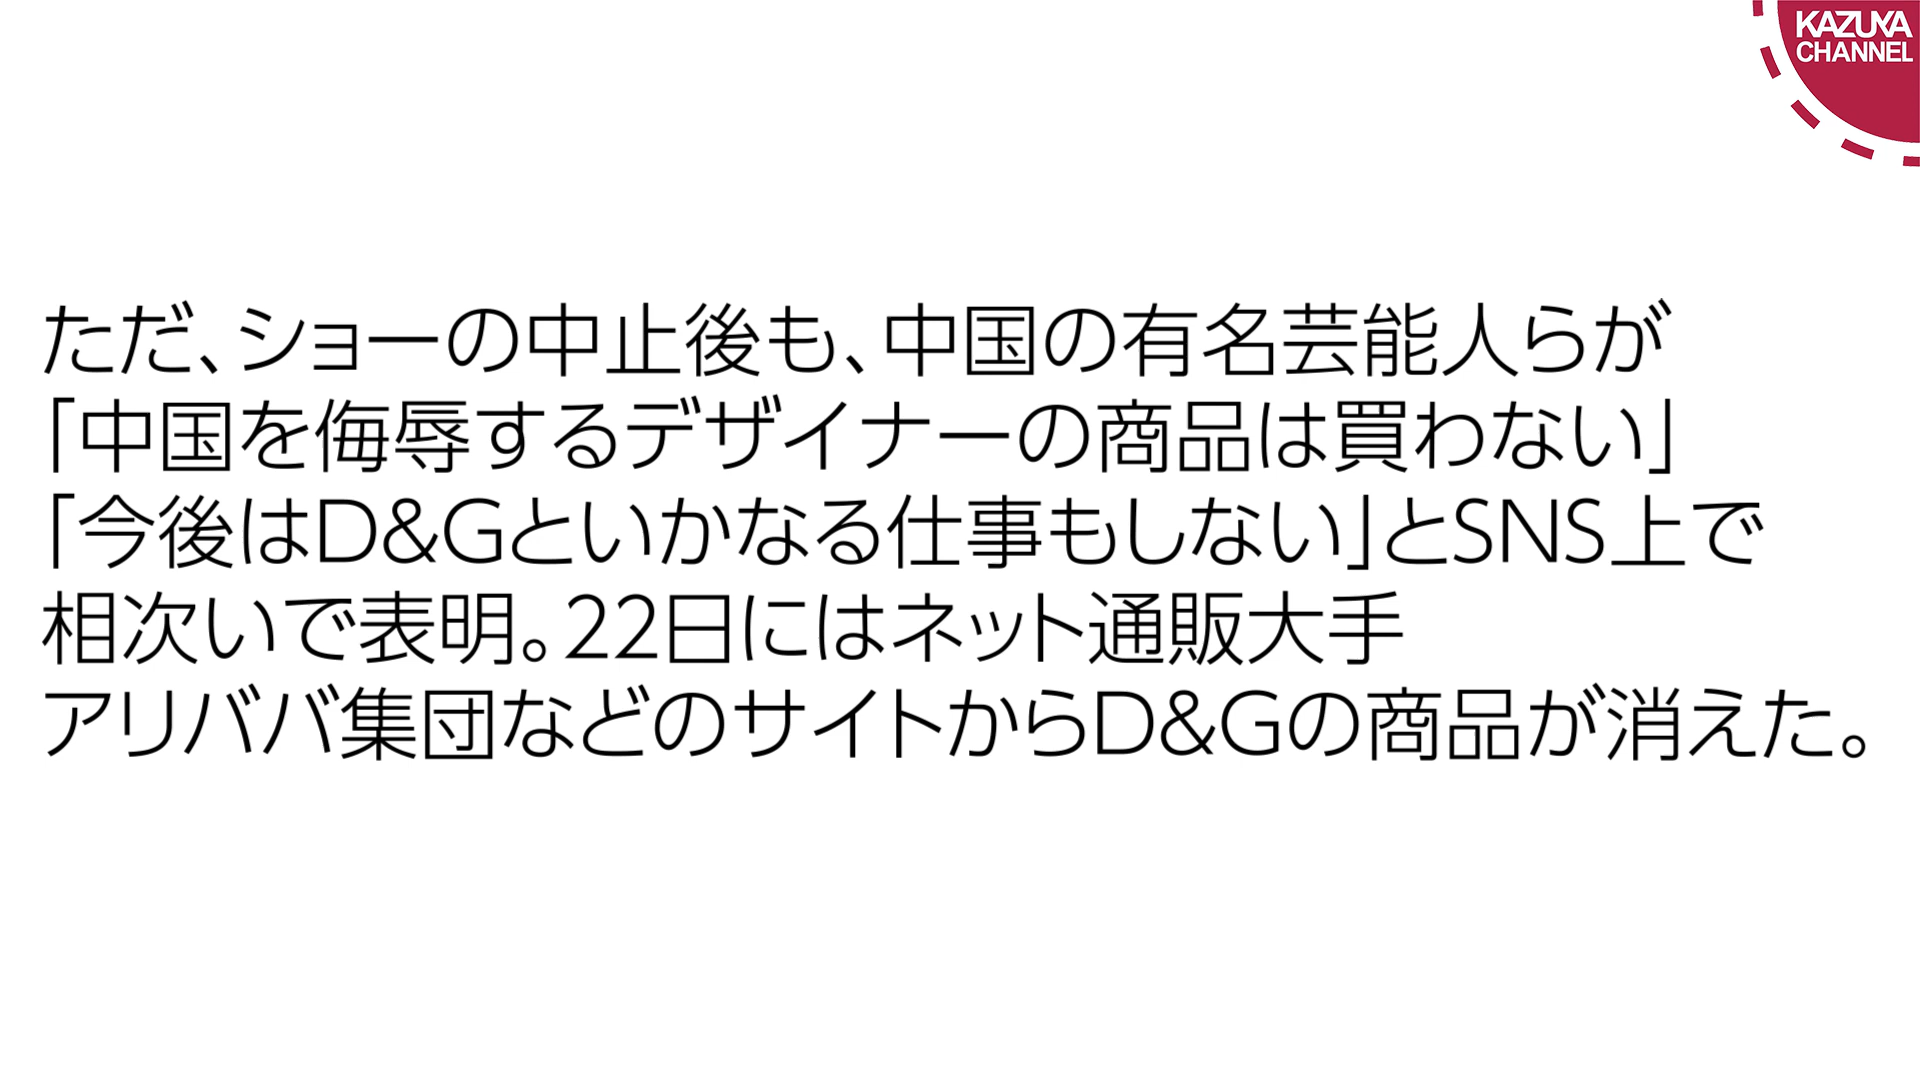 KAZUYA
CHANNEL
ただ、ショーの中止後も、中国の有名芸能人らが
「中国を侮辱するデザイナーの商品は買わない」
「今後はD&Gといかなる仕事もしない」とSNS上で
相次いで表明。22日にはネット通販大手
アリババ集団などのサイトからD&Gの商品が消えた。